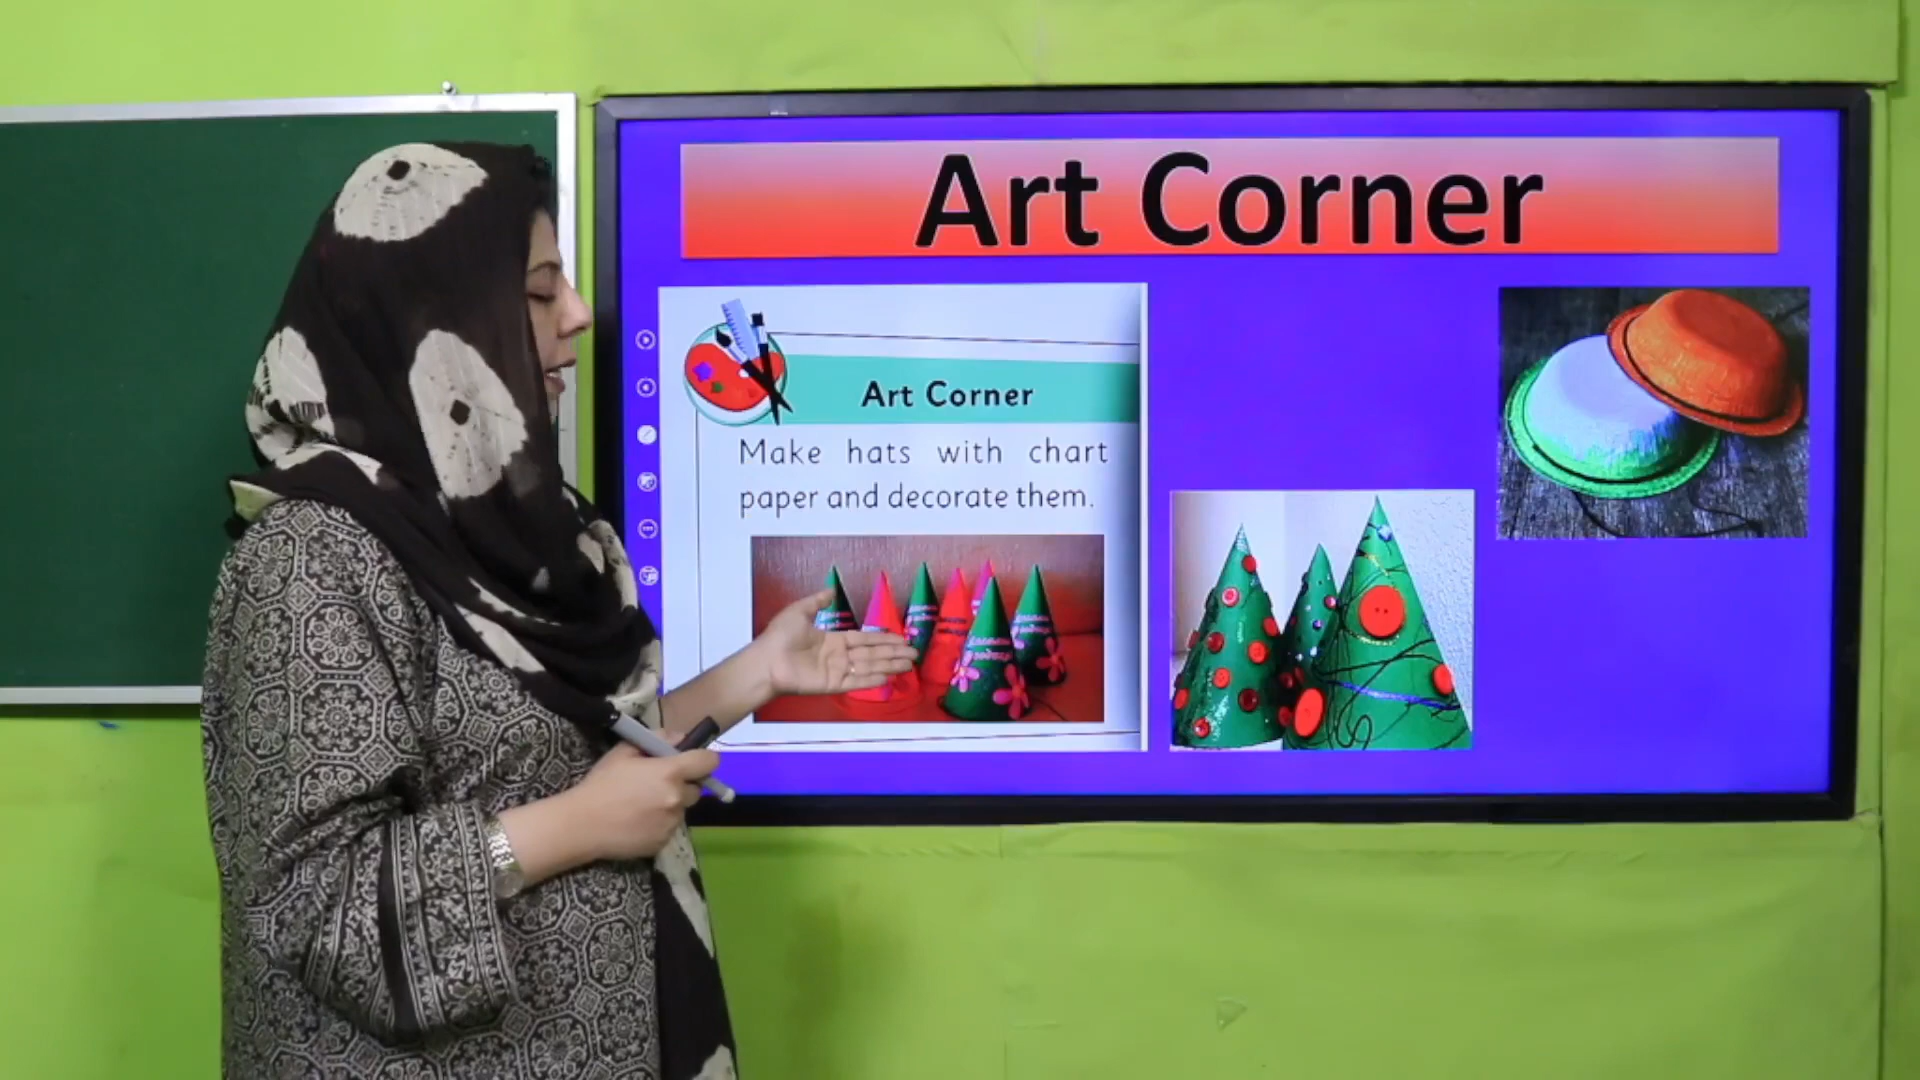 Art Corner
Art Corner
Make hats with chart
paper and decorate them.